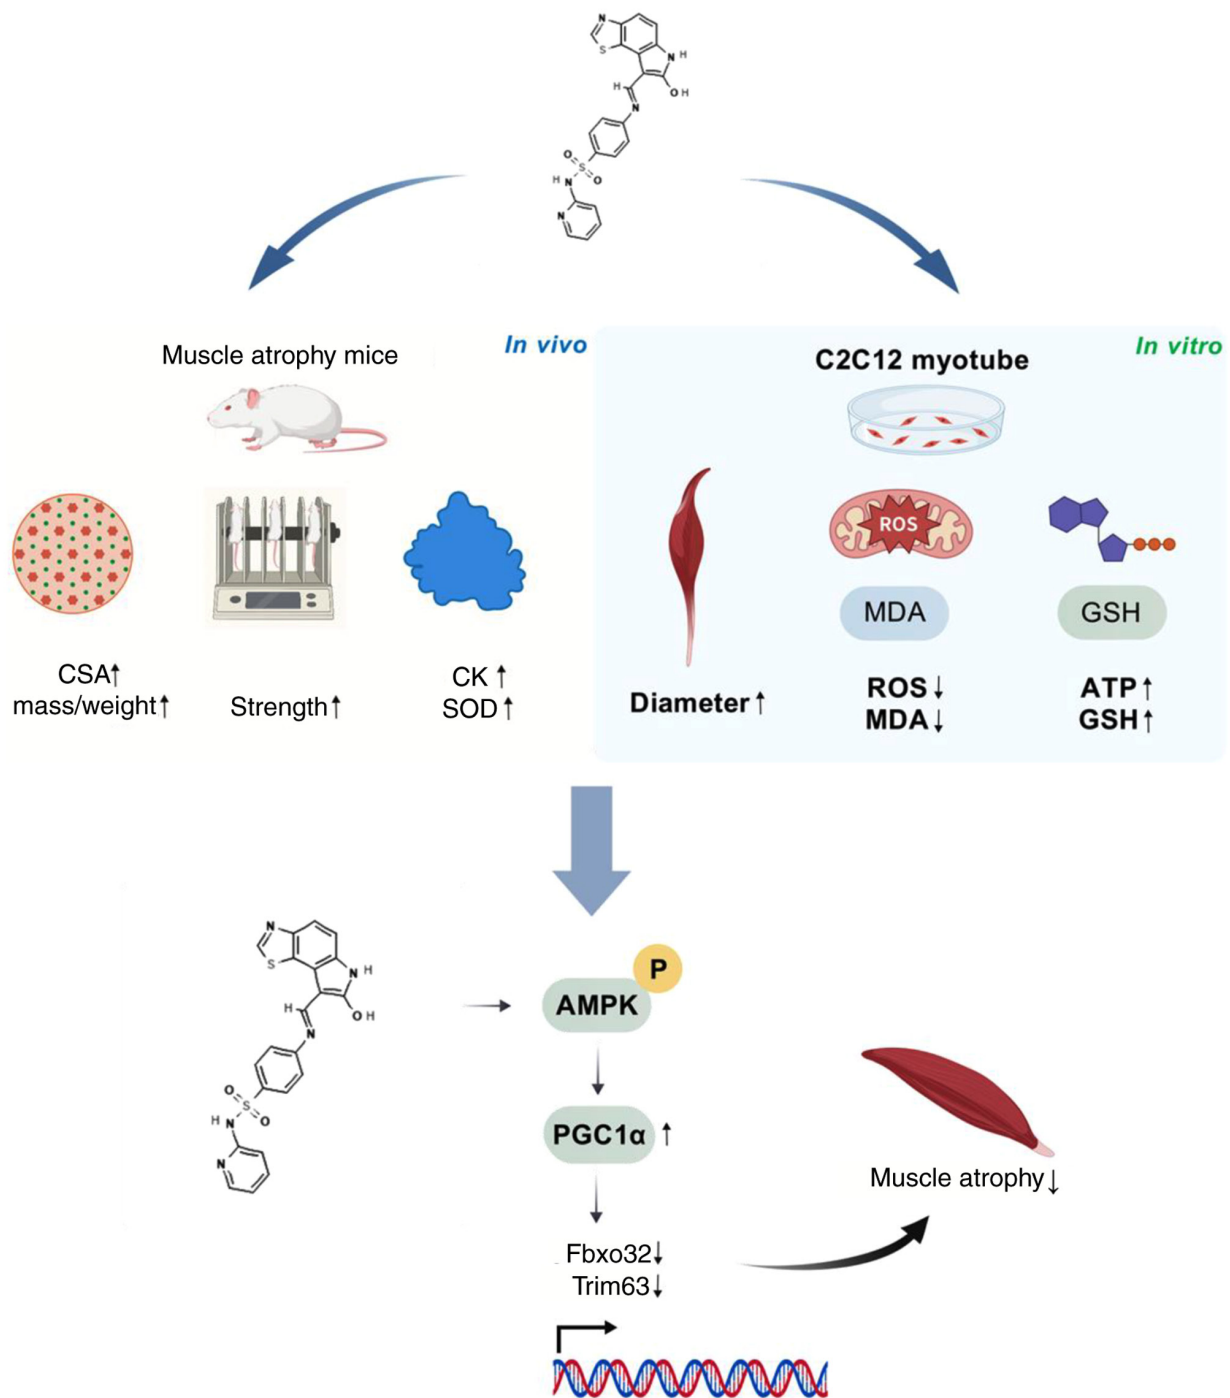 N
S
N H
H
O H
N
O
S
O
H N
N
In vivo
In vitro
Muscle atrophy mice
C2C12 myotube
ROS
MDA
GSH
CSA↑
mass/weight↑
Strength↑
CK ↑
SOD ↑
Diameter ↑
ROS ↓
MDA ↓
ATP ↑
GSH ↑
N
S
N H
H
O H
N
O
S
O
H N
N
P
AMPK
PGC1α ↑
Fbxo32↓
Trim63↓
Muscle atrophy↓